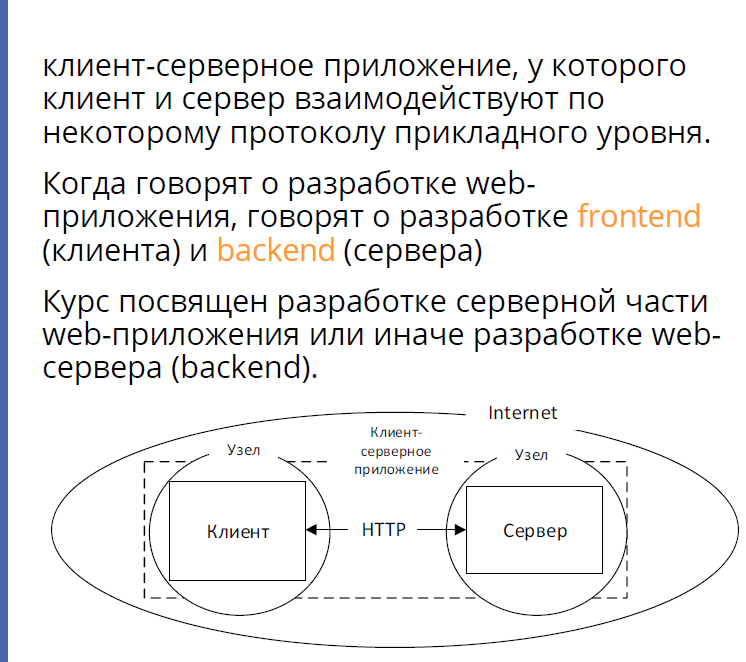 клиент-серверное приложение, у которого
клиент и сервер взаимодействуют по
некоторому протоколу прикладного уровня.
Когда говорят о разработке web-
приложения, говорят о разработке frontend
(клиента) и backend (сервера)
Курс посвящен разработке серверной части
web-приложения или иначе разработке web-
сервера (backend).
Internet
Клиент-
серверное
приложение
Узел
Узел
Клиент
HTTP
Сервер